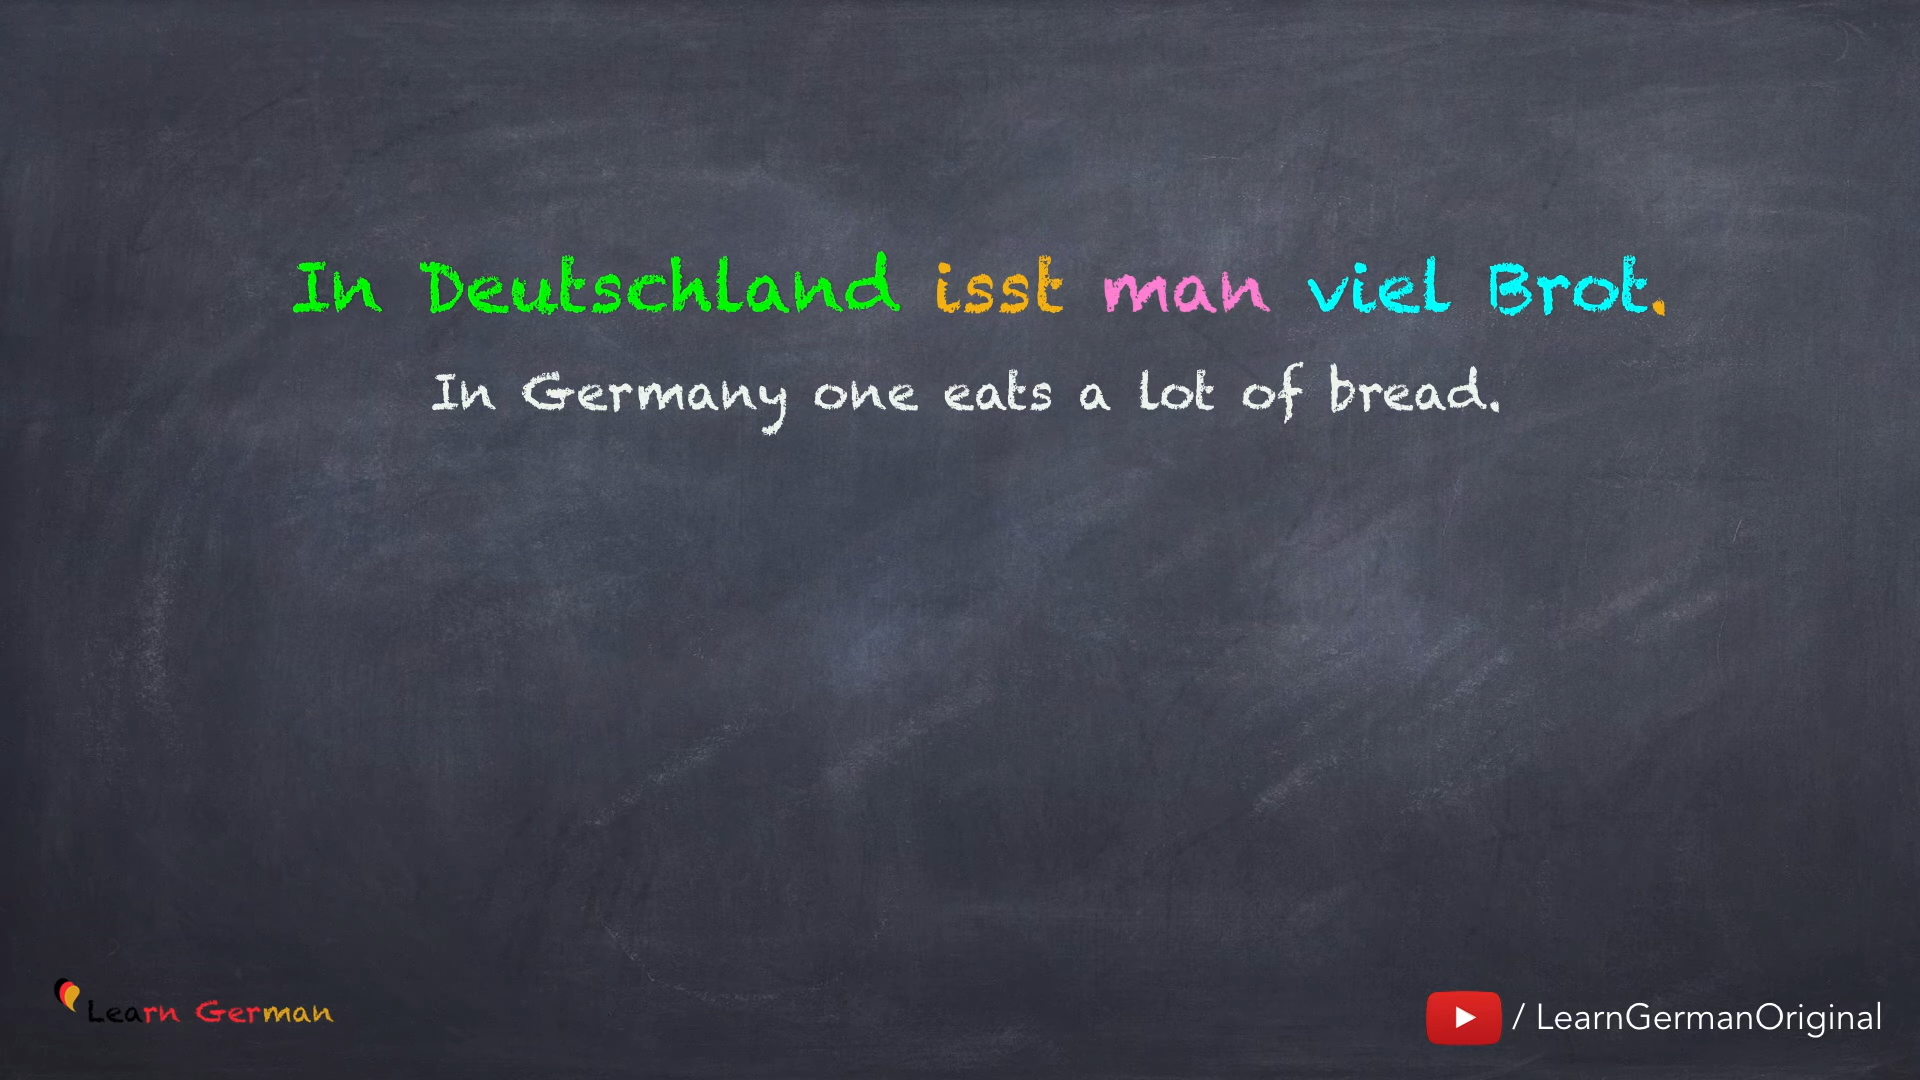 In Deutschland isst man viel Brot.
In Germany one eats a lot of bread.
Learn German
/ LearnGermanOriginal